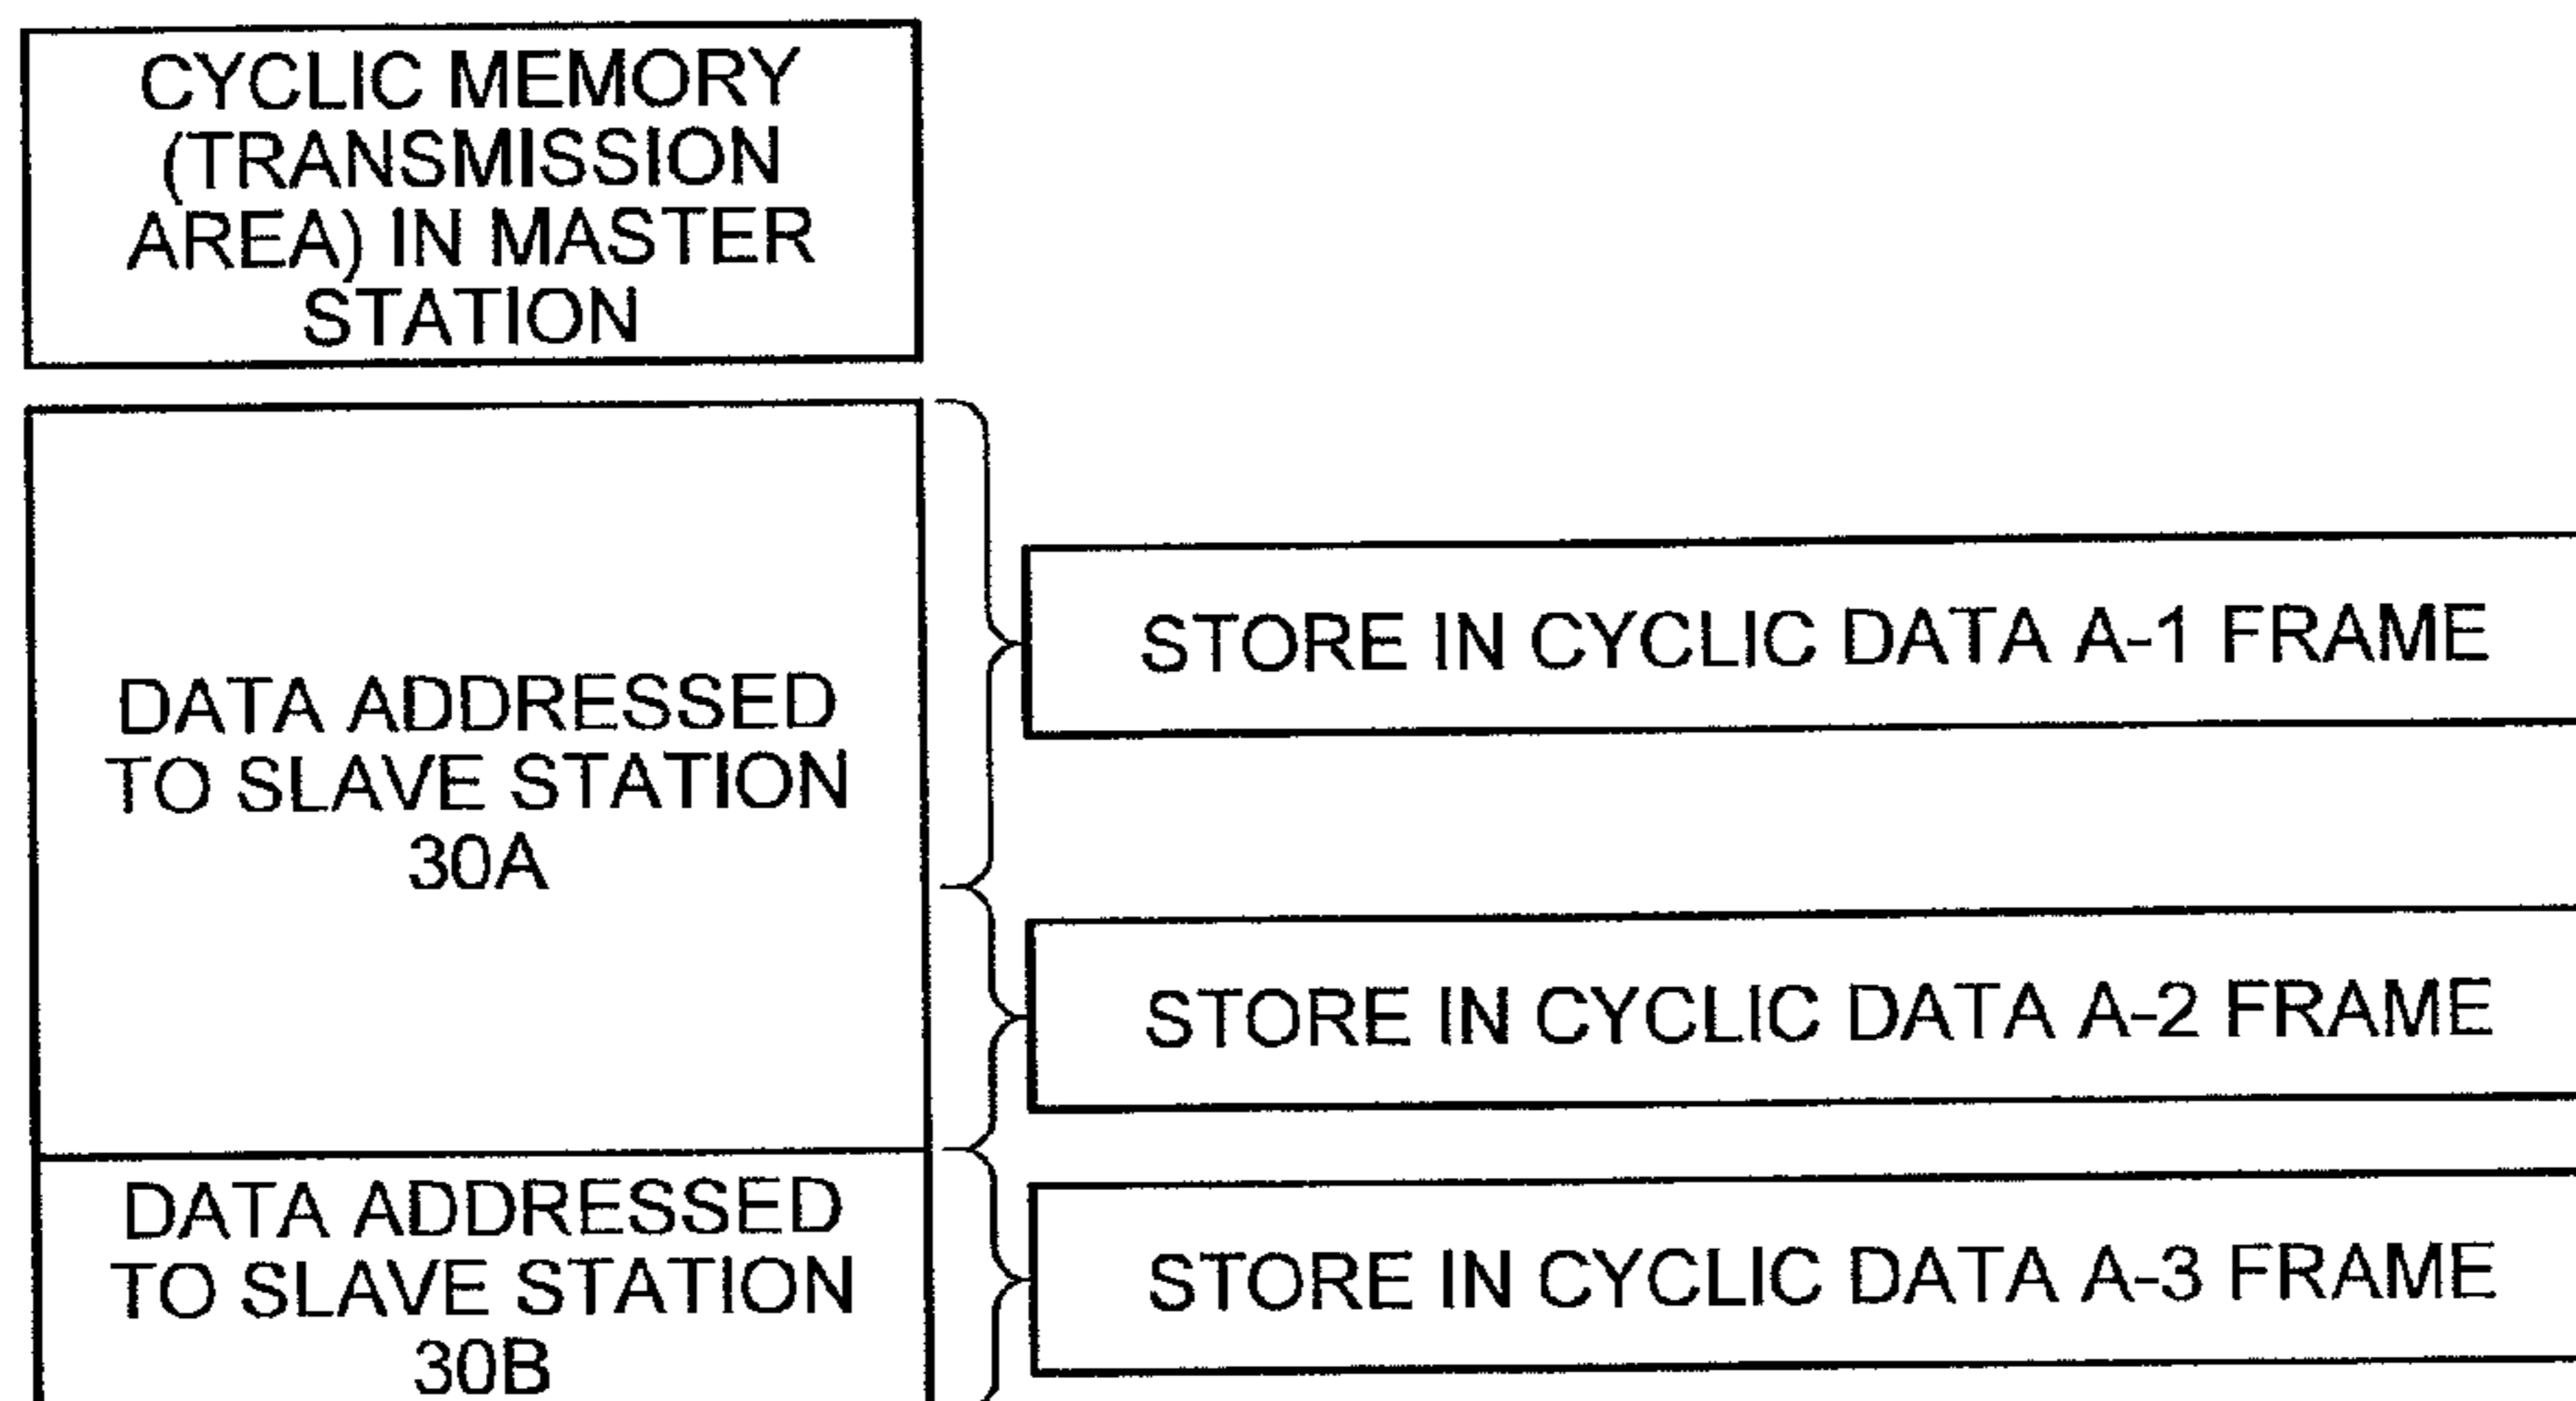 CYCLIC MEMORY
(TRANSMISSION
AREA) IN MASTER
STATION
DATA ADDRESSED
TO SLAVE STATION
30A
STORE IN CYCLIC DATA A-1 FRAME
STORE IN CYCLIC DATA A-2 FRAME
DATA ADDRESSED
TO SLAVE STATION
30B
STORE IN CYCLIC DATA A-3 FRAME